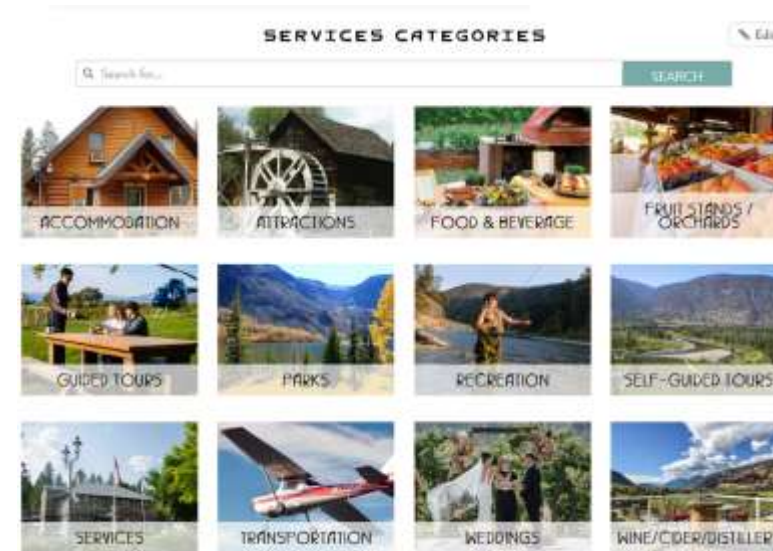 SERVICES CATEGORIES
Edi
Search for...
SEARCH
ACCOMMODATION
ATTRACTIONS
FOOD & BEVERAGE
FRUIT STANDS /
ORCHARDS
GUIDED TOURS
PARKS
RECREATION
SELF-GUIDED TOURS
SERVICES
TRANSPORTATION
WEDDINGS
WINE/CIDER/DISTILLER